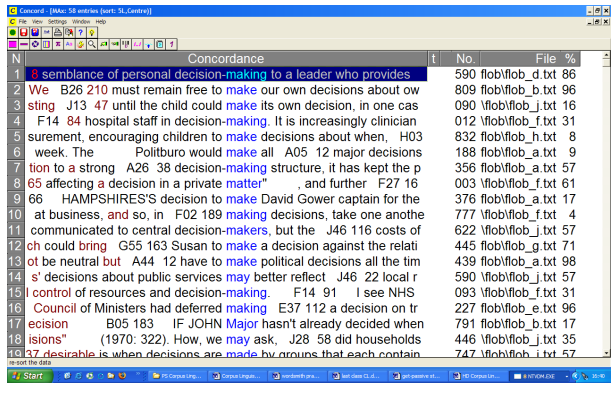 Concord - [MAx: 58 entries (sort: 5L,Centre)]
File View Settings Window Help
N Concordance t No. File %
1 8 semblance of personal decision-making to a leader who provides 590 flob\flob_d.txt 86
2 We B26 210 must remain free to make our own decisions about ow 809 flob\flob_b.txt 96
3 sting J13 47 until the child could make its own decision, in one cas 090 \flob\flob_j.txt 16
4 F14 84 hospital staff in decision-making. It is increasingly clinician 012 \flob\flob_f.txt 31
5 surement, encouraging children to make decisions about when, H03 832 flob\flob_h.txt 8
6 week. The Politburo would make all A05 12 major decisions 188 flob\flob_a.txt 9
7 tion to a strong A26 38 decision-making structure, it has kept the p 356 flob\flob_a.txt 57
8 65 affecting a decision in a private matter" , and further F27 16 003 \flob\flob_f.txt 61
9 66 HAMPSHIRES'S decision to make David Gower captain for the 376 flob\flob_a.txt 17
10 at business, and so, in F02 189 making decisions, take one anothe 777 \flob\flob_f.txt 4
11 communicated to central decision-makers, but the J46 116 costs of 622 \flob\flob_j.txt 57
12 ch could bring G55 163 Susan to make a decision against the relati 445 flob\flob_g.txt 71
13 ot be neutral but A44 12 have to make political decisions all the tim 439 flob\flob_a.txt 98
14 s' decisions about public services may better reflect J46 22 local r 590 \flob\flob_j.txt 57
15 l control of resources and decision-making. F14 91 I see NHS 093 \flob\flob_f.txt 31
16 Council of Ministers had deferred making E37 112 a decision on tr 227 flob\flob_e.txt 96
17 ecision B05 183 IF JOHN Major hasn't already decided when 791 flob\flob_b.txt 17
18 isions" (1970: 322). How, we may ask, J28 58 did households 446 \flob\flob_j.txt 35
19 37 desirable is when decisions are made by groups that each contain 747 \flob\flob_j.txt 57
re-sort the data
Start PS Corpus Ling... Corpus Linguis... wordsmith pra... last class CL.d... get-passive st... HD Corpus Lin... NTVDM.EXE 16:40